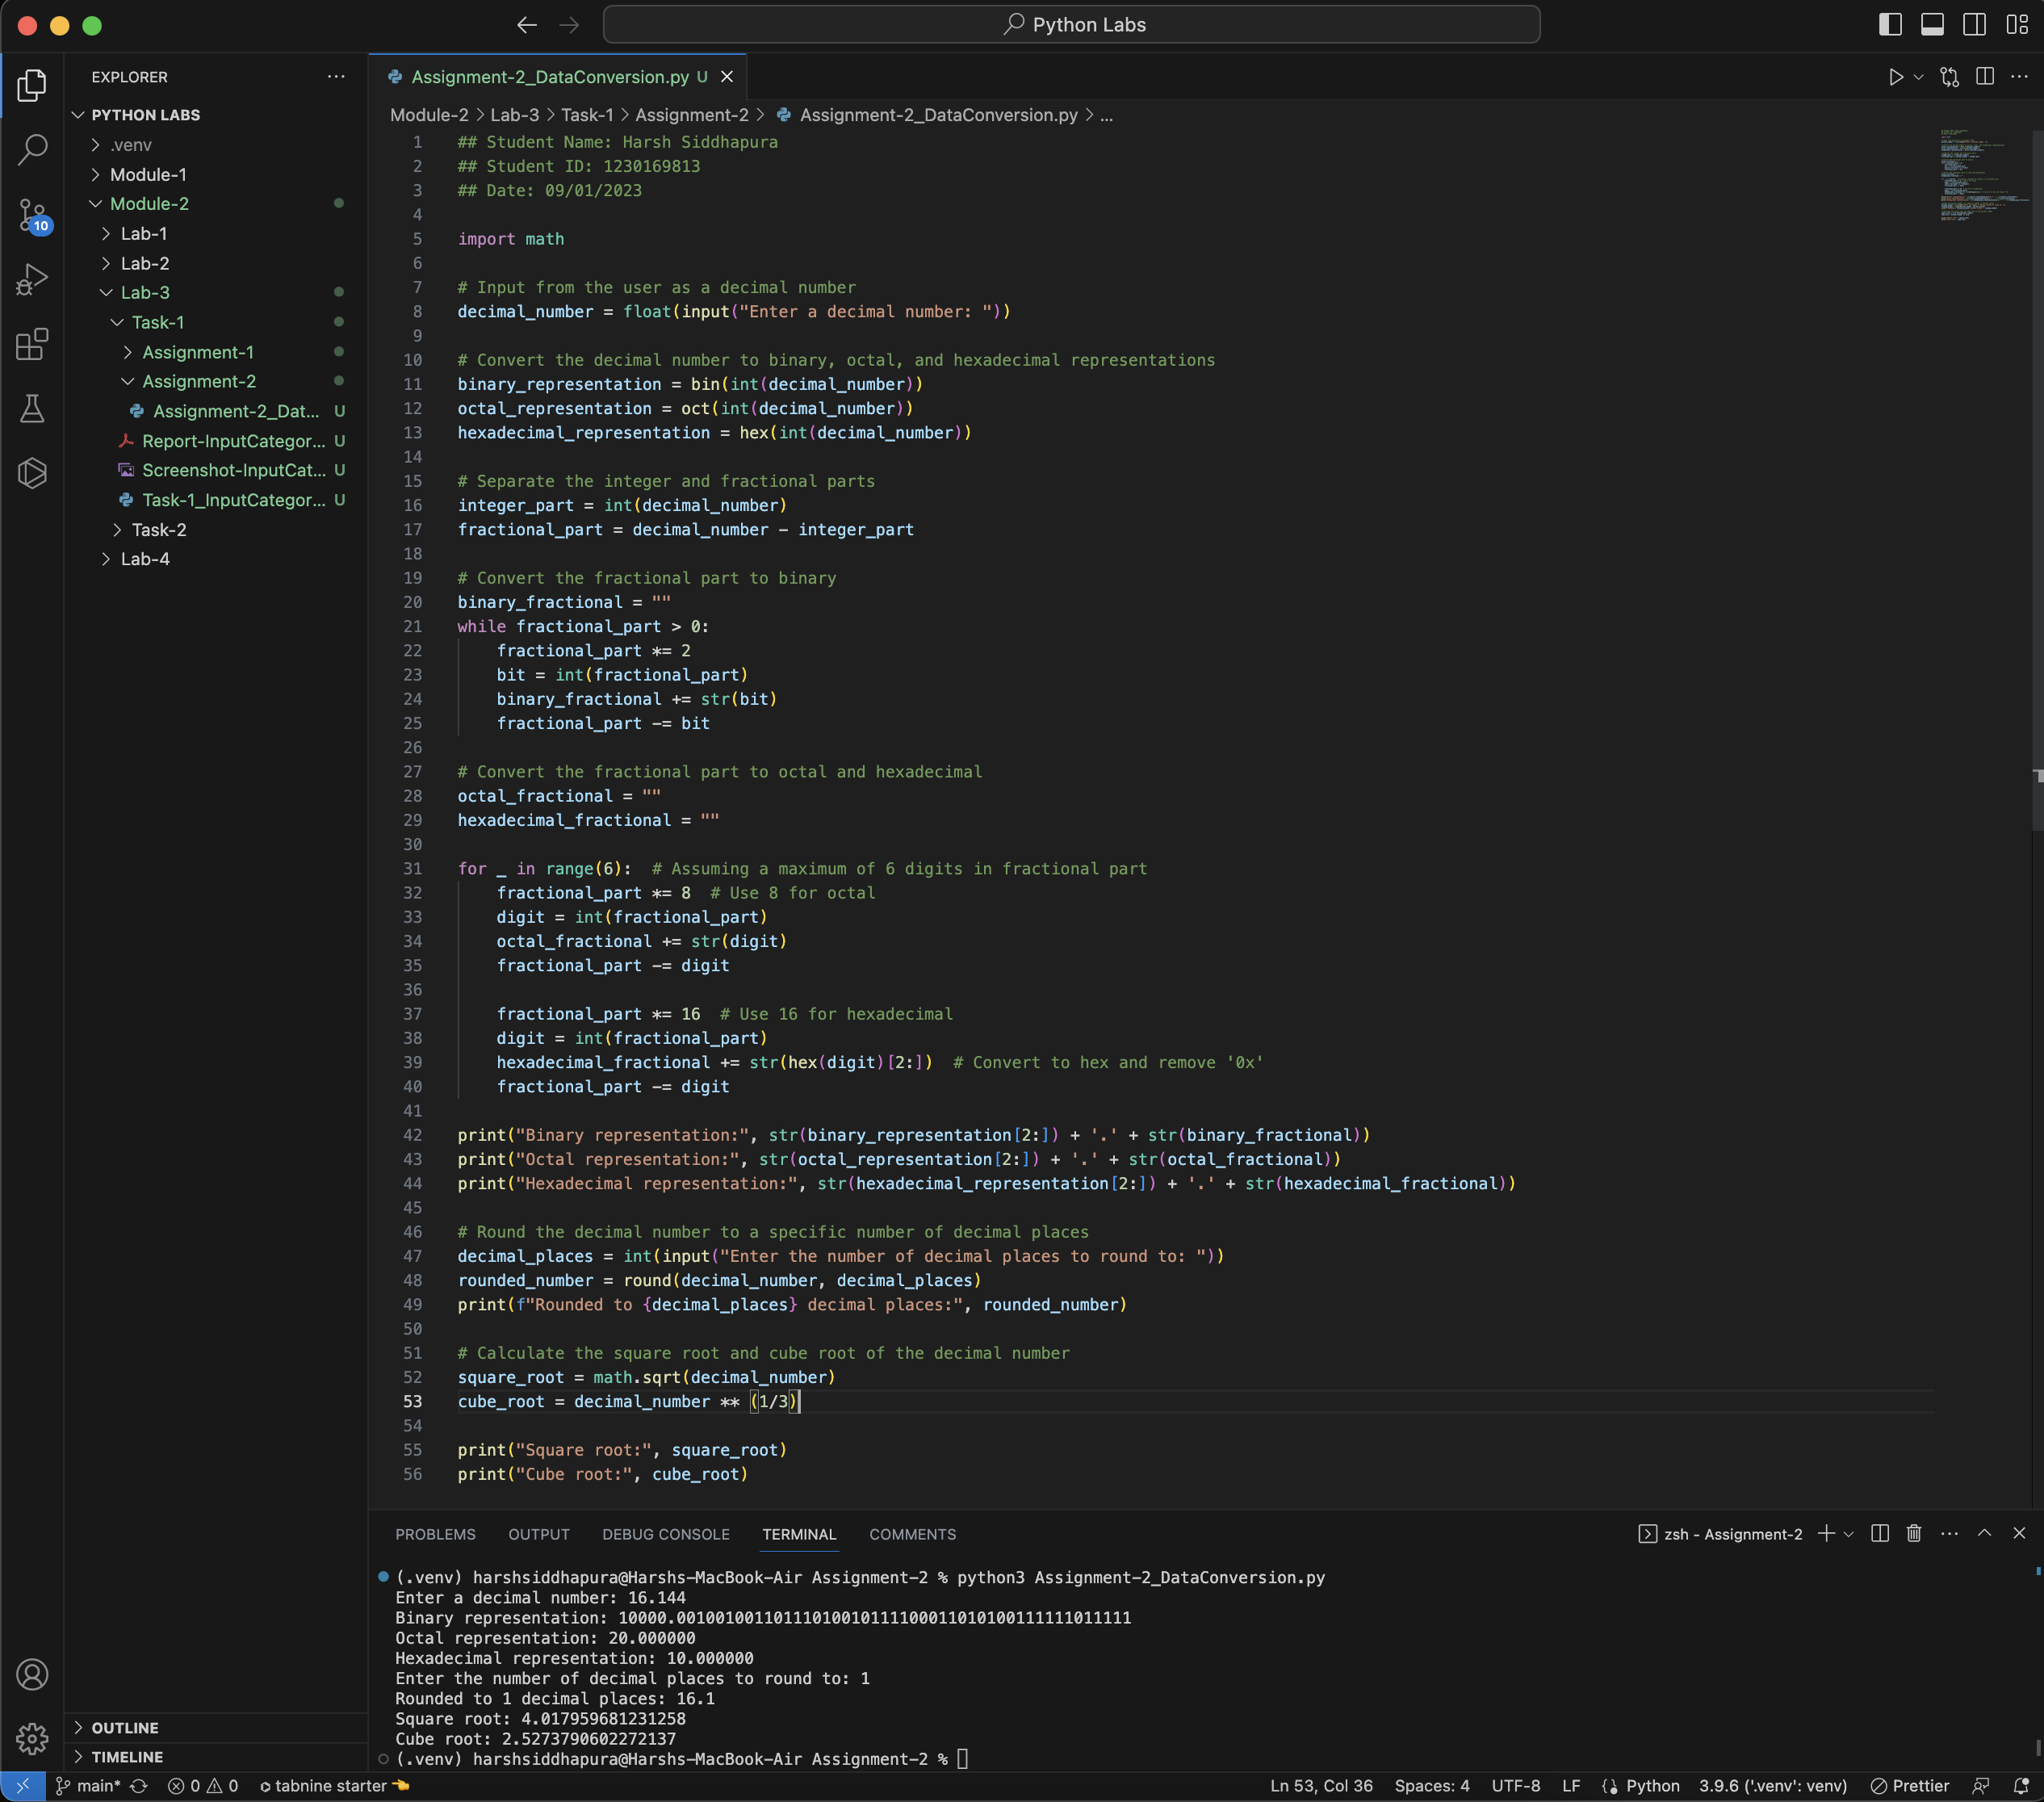 Python Labs
EXPLORER
PYTHON LABS
.venv
Module-1
Module-2
Lab-1
Lab-2
Lab-3
Task-1
Assignment-1
Assignment-2
Assignment-2_Dat... U
Report-InputCategor... U
Screenshot-InputCat... U
Task-1_InputCategor... U
Task-2
Lab-4
10
OUTLINE
TIMELINE
Assignment-2_DataConversion.py U
Module-2 > Lab-3 > Task-1 > Assignment-2 > Assignment-2_DataConversion.py > ...
1 ## Student Name: Harsh Siddhapura
2 ## Student ID: 1230169813
3 ## Date: 09/01/2023
4
5 import math
6
7 # Input from the user as a decimal number
8 decimal_number = float(input("Enter a decimal number: "))
9
10 # Convert the decimal number to binary, octal, and hexadecimal representations
11 binary_representation = bin(int(decimal_number))
12 octal_representation = oct(int(decimal_number))
13 hexadecimal_representation = hex(int(decimal_number))
14
15 # Separate the integer and fractional parts
16 integer_part = int(decimal_number)
17 fractional_part = decimal_number - integer_part
18
19 # Convert the fractional part to binary
20 binary_fractional = ""
21 while fractional_part > 0:
22     fractional_part *= 2
23     bit = int(fractional_part)
24     binary_fractional += str(bit)
25     fractional_part -= bit
26
27 # Convert the fractional part to octal and hexadecimal
28 octal_fractional = ""
29 hexadecimal_fractional = ""
30
31 for _ in range(6):  # Assuming a maximum of 6 digits in fractional part
32     fractional_part *= 8  # Use 8 for octal
33     digit = int(fractional_part)
34     octal_fractional += str(digit)
35     fractional_part -= digit
36
37     fractional_part *= 16  # Use 16 for hexadecimal
38     digit = int(fractional_part)
39     hexadecimal_fractional += str(hex(digit)[2:])  # Convert to hex and remove '0x'
40     fractional_part -= digit
41
42 print("Binary representation:", str(binary_representation[2:]) + '.' + str(binary_fractional))
43 print("Octal representation:", str(octal_representation[2:]) + '.' + str(octal_fractional))
44 print("Hexadecimal representation:", str(hexadecimal_representation[2:]) + '.' + str(hexadecimal_fractional))
45
46 # Round the decimal number to a specific number of decimal places
47 decimal_places = int(input("Enter the number of decimal places to round to: "))
48 rounded_number = round(decimal_number, decimal_places)
49 print(f"Rounded to {decimal_places} decimal places:", rounded_number)
50
51 # Calculate the square root and cube root of the decimal number
52 square_root = math.sqrt(decimal_number)
53 cube_root = decimal_number ** (1/3)
54
55 print("Square root:", square_root)
56 print("Cube root:", cube_root)
PROBLEMS OUTPUT DEBUG CONSOLE TERMINAL COMMENTS zsh - Assignment-2
(.venv) harshsiddhapura@Harshs-MacBook-Air Assignment-2 % python3 Assignment-2_DataConversion.py
Enter a decimal number: 16.144
Binary representation: 10000.001001001101110100101111000110101001111110111111
Octal representation: 20.000000
Hexadecimal representation: 10.000000
Enter the number of decimal places to round to: 1
Rounded to 1 decimal places: 16.1
Square root: 4.017959681231258
Cube root: 2.5273790602272137
(.venv) harshsiddhapura@Harshs-MacBook-Air Assignment-2 %
main* 0 0 tabnine starter Ln 53, Col 36 Spaces: 4 UTF-8 LF Python 3.9.6 ('.venv': venv) Prettier